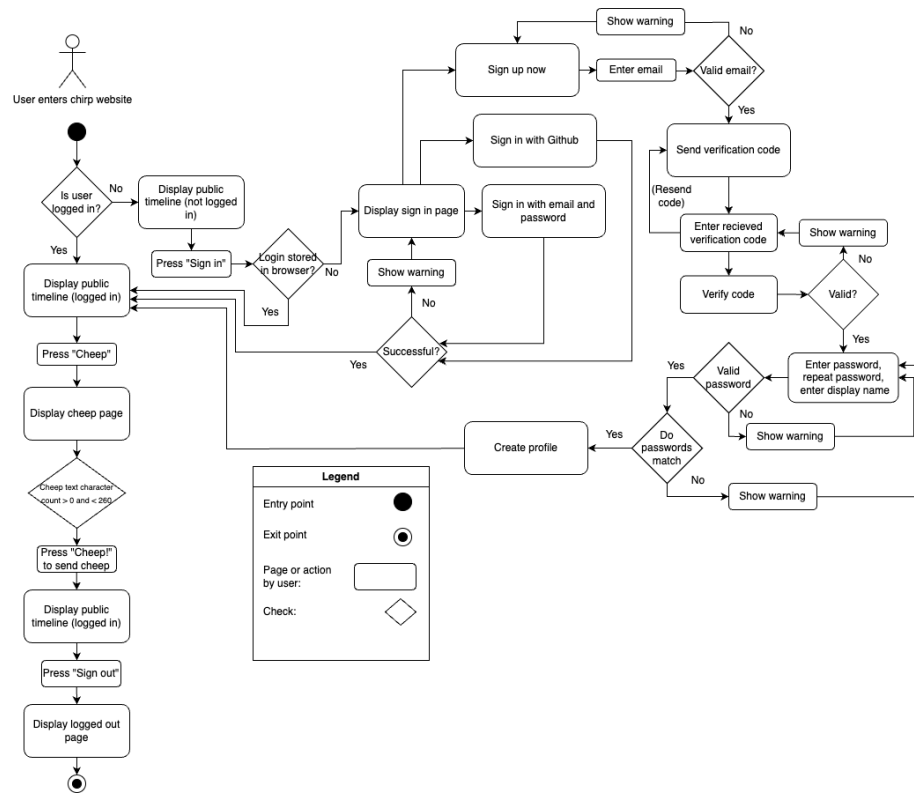 Show warning
No
Sign up now
Enter email
Valid email?
User enters chirp website
Yes
Sign in with Github
Send verification code
Is user
logged in?
No
Display public
timeline (not logged
in)
(Resend
code)
Display sign in page
Sign in with email and
password
Enter recieved
verification code
Show warning
Yes
Press "Sign in"
Login stored
in browser?
No
Show warning
No
Display public
timeline (logged in)
Yes
No
Verify code
Valid?
Press "Cheep"
Yes
Successful?
Yes
Valid
password
Enter password,
repeat password,
enter display name
Yes
Display cheep page
No
Show warning
Create profile
Yes
Do
passwords
match
No
Show warning
Cheep text character
count > 0 and < 260
Legend
Entry point
Exit point
Page or action
by user:
Check:
Press "Cheep!"
to send cheep
Display public
timeline (logged in)
Press "Sign out"
Display logged out
page